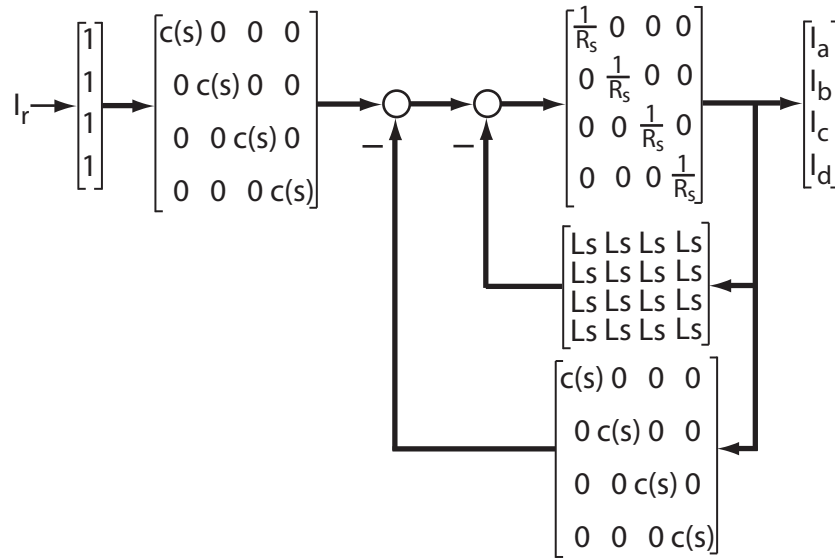 I_r
1
1
1
1
c(s) 0 0 0
0 c(s) 0 0
0 0 c(s) 0
0 0 0 c(s)
−
−
1/R_s 0 0 0
0 1/R_s 0 0
0 0 1/R_s 0
0 0 0 1/R_s
I_a
I_b
I_c
I_d
Ls Ls Ls Ls
Ls Ls Ls Ls
Ls Ls Ls Ls
Ls Ls Ls Ls
c(s) 0 0 0
0 c(s) 0 0
0 0 c(s) 0
0 0 0 c(s)